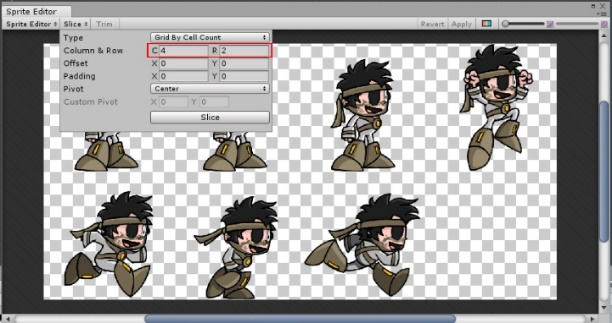 Sprite Editor
Sprite Editor Slice Trim Revert Apply
Type Grid By Cell Count
Column & Row C 4 R 2
Offset X 0 Y 0
Padding X 0 Y 0
Pivot Center
Custom Pivot X 0 Y 0
Slice